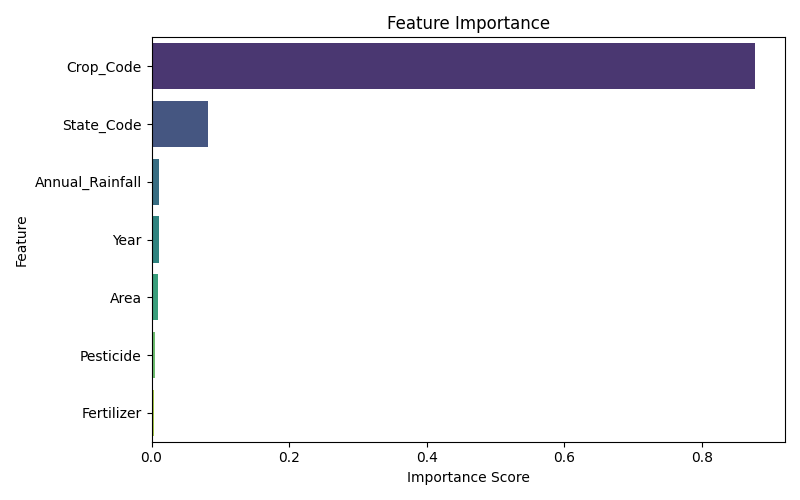 Feature Importance
Crop_Code
State_Code
Annual_Rainfall
Year
Area
Pesticide
Fertilizer
Feature
0.0 0.2 0.4 0.6 0.8
Importance Score